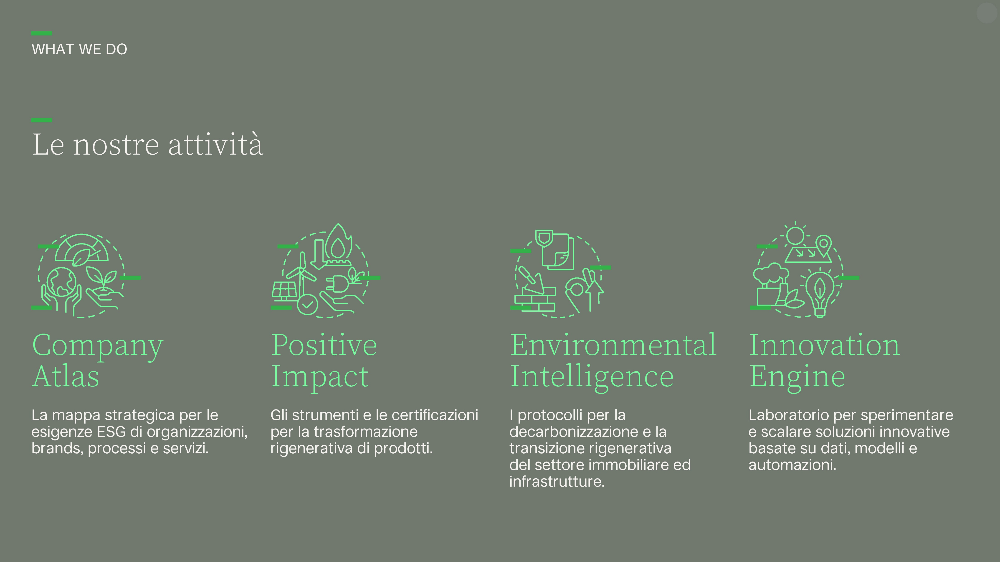 WHAT WE DO
Le nostre attività
Company
Atlas
La mappa strategica per le
esigenze ESG di organizzazioni,
brands, processi e servizi.
Positive
Impact
Gli strumenti e le certificazioni
per la trasformazione
rigenerativa di prodotti.
Environmental
Intelligence
I protocolli per la
decarbonizzazione e la
transizione rigenerativa
del settore immobiliare ed
infrastrutture.
Innovation
Engine
Laboratorio per sperimentare
e scalare soluzioni innovative
basate su dati, modelli e
automazioni.